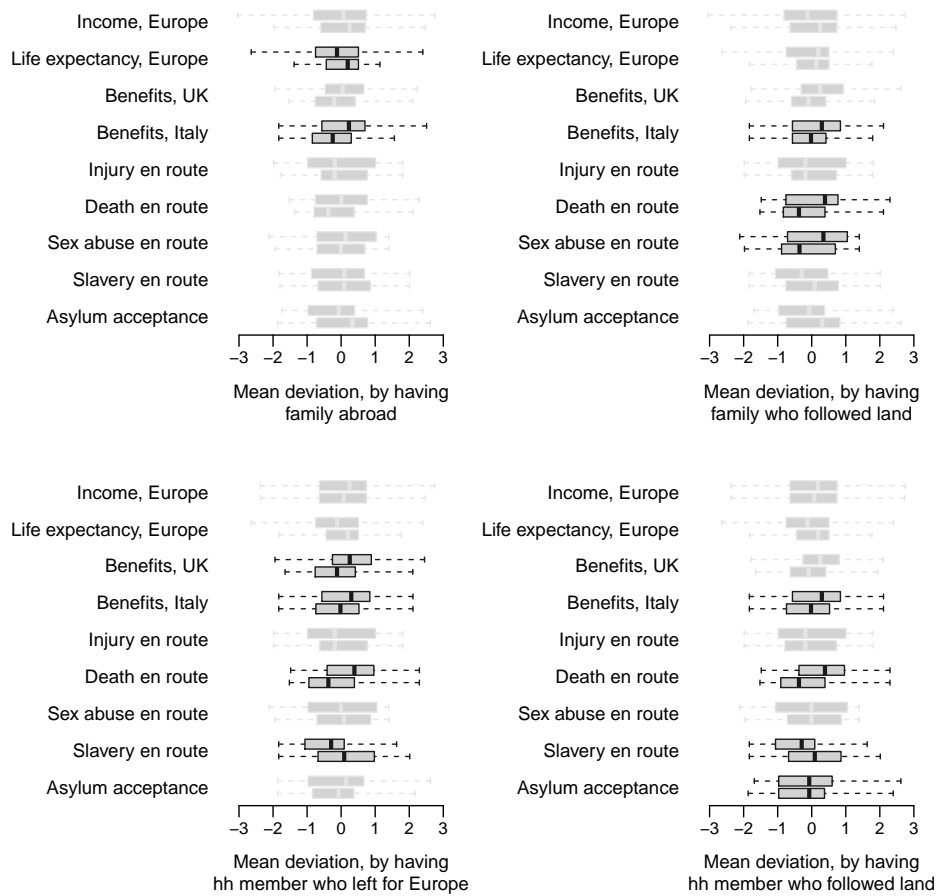 Income, Europe
Life expectancy, Europe
Benefits, UK
Benefits, Italy
Injury en route
Death en route
Sex abuse en route
Slavery en route
Asylum acceptance
−3 −2 −1 0 1 2 3
Mean deviation, by having
family abroad
Income, Europe
Life expectancy, Europe
Benefits, UK
Benefits, Italy
Injury en route
Death en route
Sex abuse en route
Slavery en route
Asylum acceptance
−3 −2 −1 0 1 2 3
Mean deviation, by having
family who followed land
Income, Europe
Life expectancy, Europe
Benefits, UK
Benefits, Italy
Injury en route
Death en route
Sex abuse en route
Slavery en route
Asylum acceptance
−3 −2 −1 0 1 2 3
Mean deviation, by having
hh member who left for Europe
Income, Europe
Life expectancy, Europe
Benefits, UK
Benefits, Italy
Injury en route
Death en route
Sex abuse en route
Slavery en route
Asylum acceptance
−3 −2 −1 0 1 2 3
Mean deviation, by having
hh member who followed land